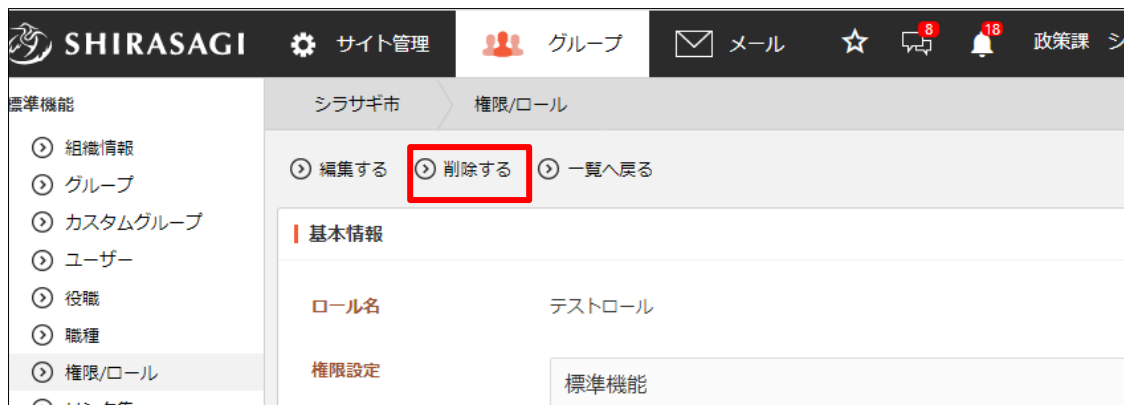 SHIRASAGI サイト管理 グループ メール 8 18 政策課 シ
標準機能
シラサギ市 権限/ロール
組織情報
グループ
カスタムグループ
ユーザー
役職
職種
権限/ロール
編集する 削除する 一覧へ戻る
基本情報
ロール名 テストロール
権限設定 標準機能